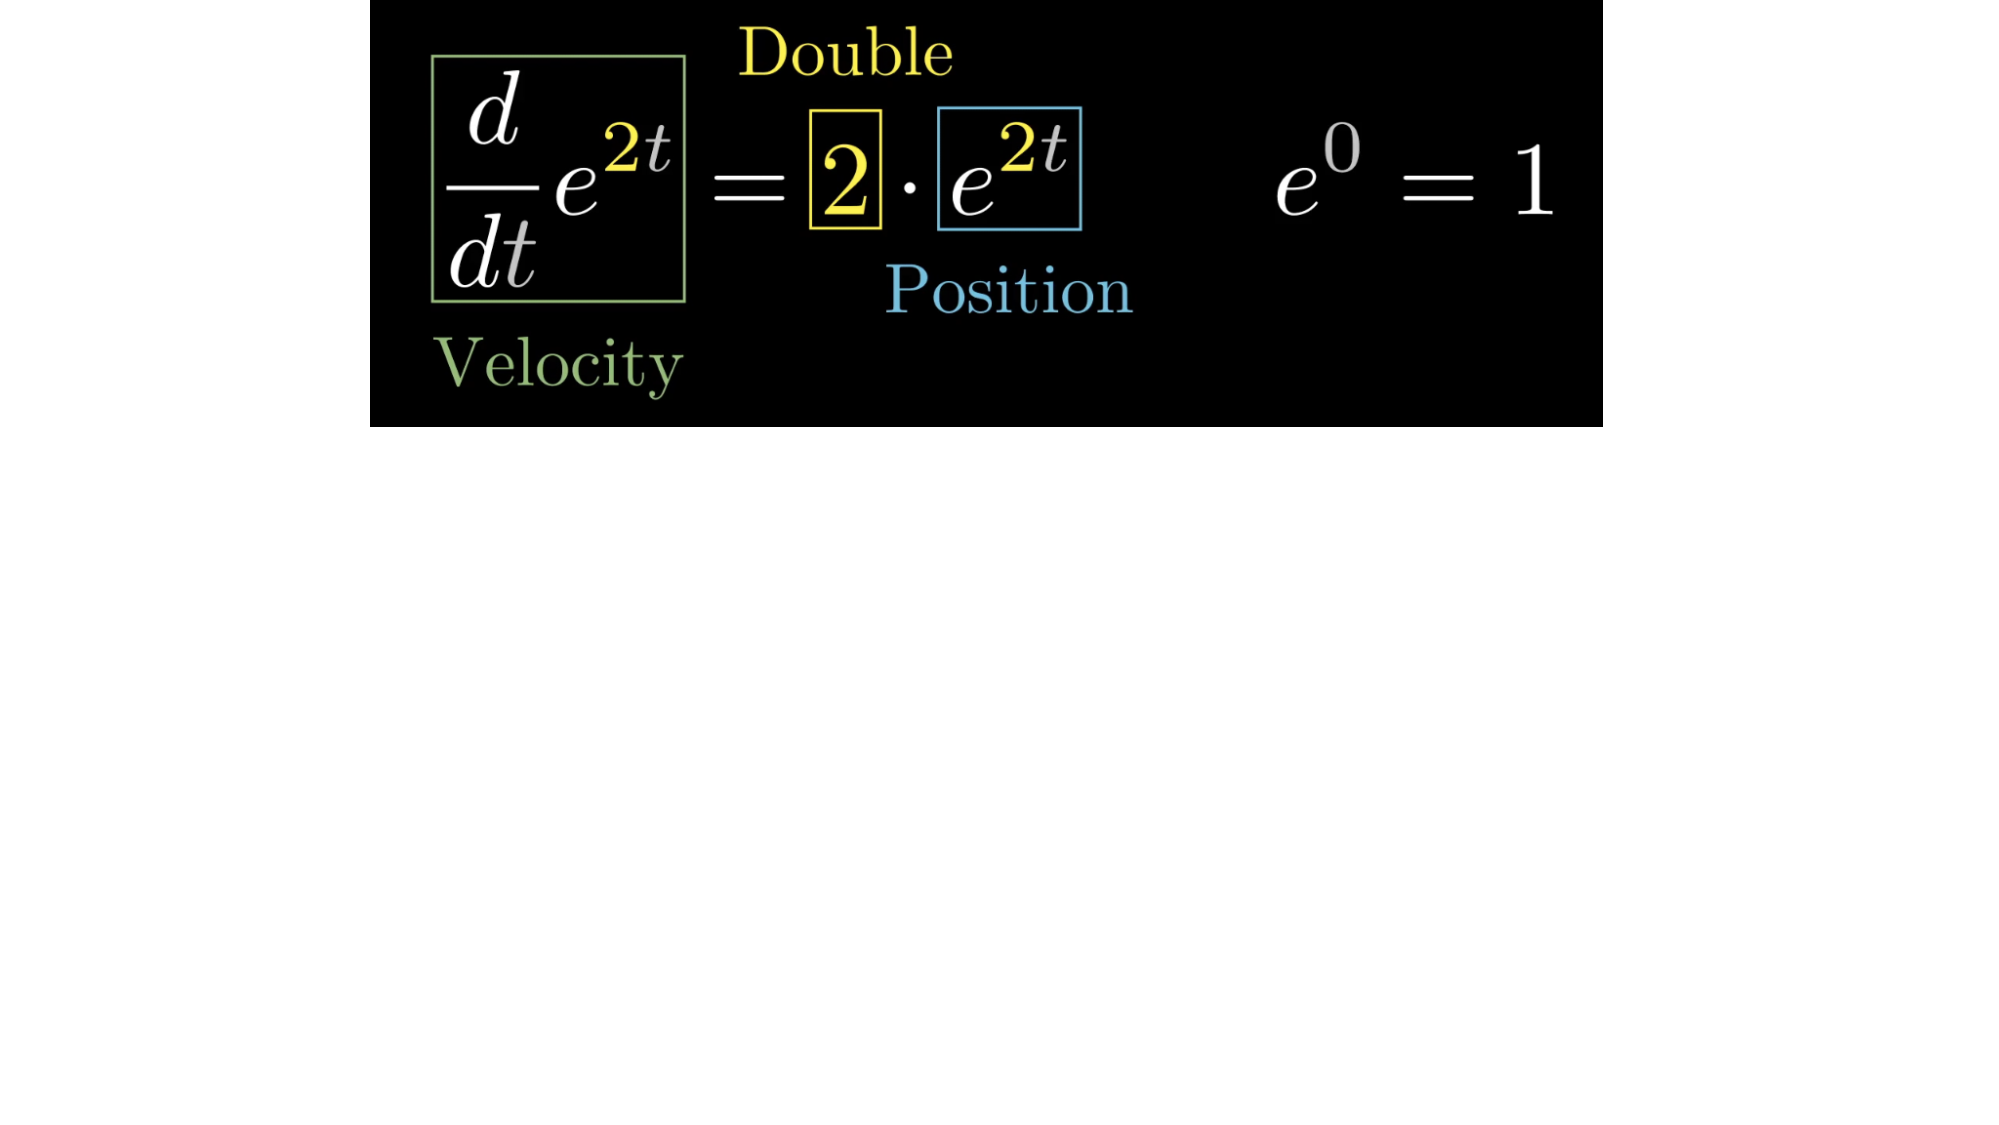 Double
d/dt e^{2t} = 2 · e^{2t}
e^0 = 1
Position
Velocity